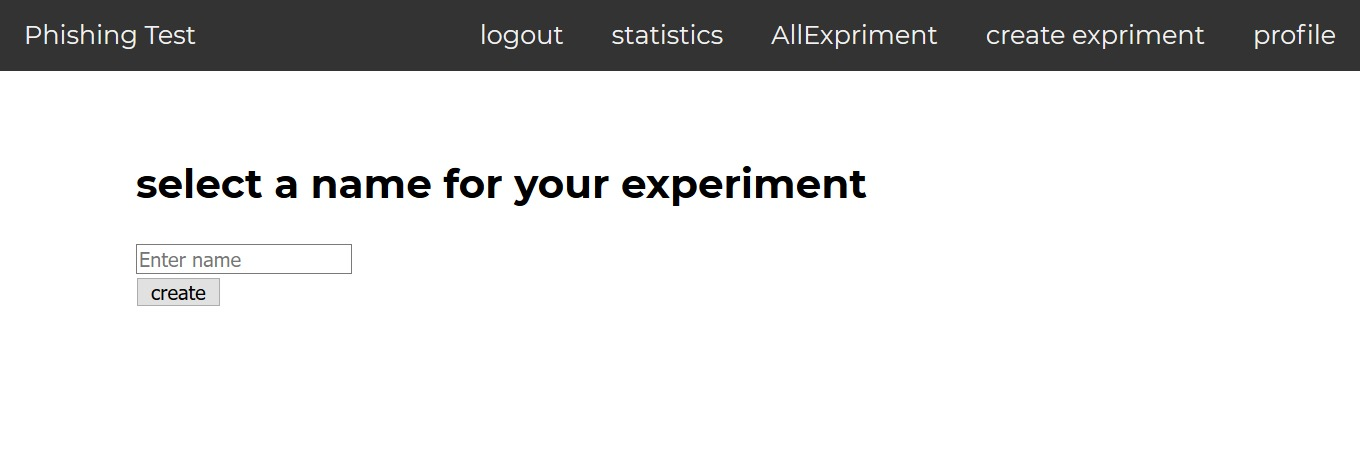 Phishing Test logout statistics AllExpriment create expriment profile
select a name for your experiment
Enter name
create